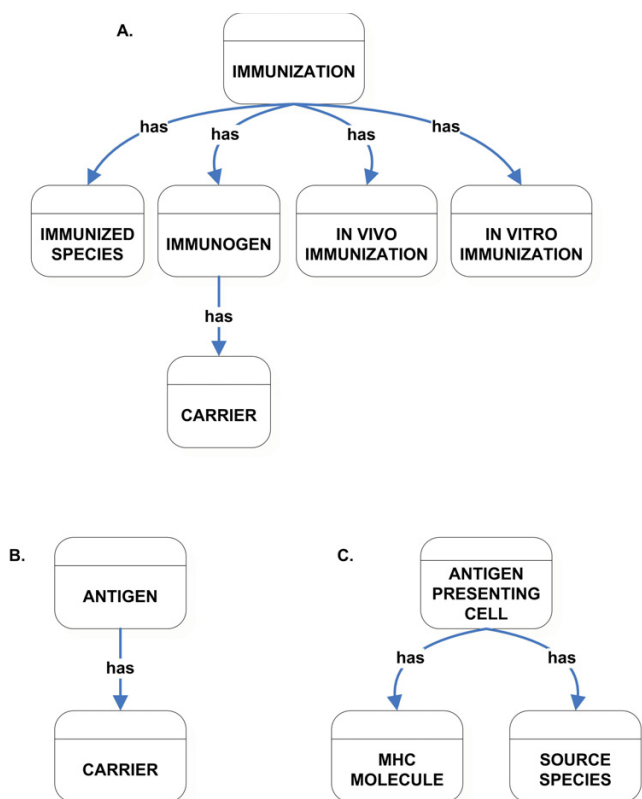 A.
IMMUNIZATION
has
has
has
has
IMMUNIZED
SPECIES
IMMUNOGEN
IN VIVO
IMMUNIZATION
IN VITRO
IMMUNIZATION
has
CARRIER
B.
ANTIGEN
has
CARRIER
C.
ANTIGEN
PRESENTING
CELL
has
has
MHC
MOLECULE
SOURCE
SPECIES